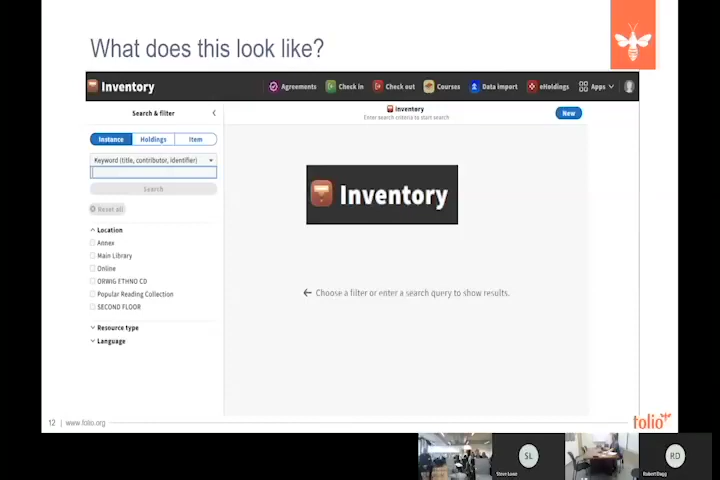 What does this look like?
Inventory
Agreements
Check in
Check out
Courses
Data import
eHoldings
Apps
Search & filter
Inventory
Enter search criteria to start search
New
Instance
Holdings
Item
Keyword (title, contributor, identifier)
Search
Reset all
Location
Annex
Main Library
Online
ORWIG ETHNO CD
Popular Reading Collection
SECOND FLOOR
Resource type
Language
Inventory
Choose a filter or enter a search query to show results.
12 | www.folio.org
folio
SL
RD